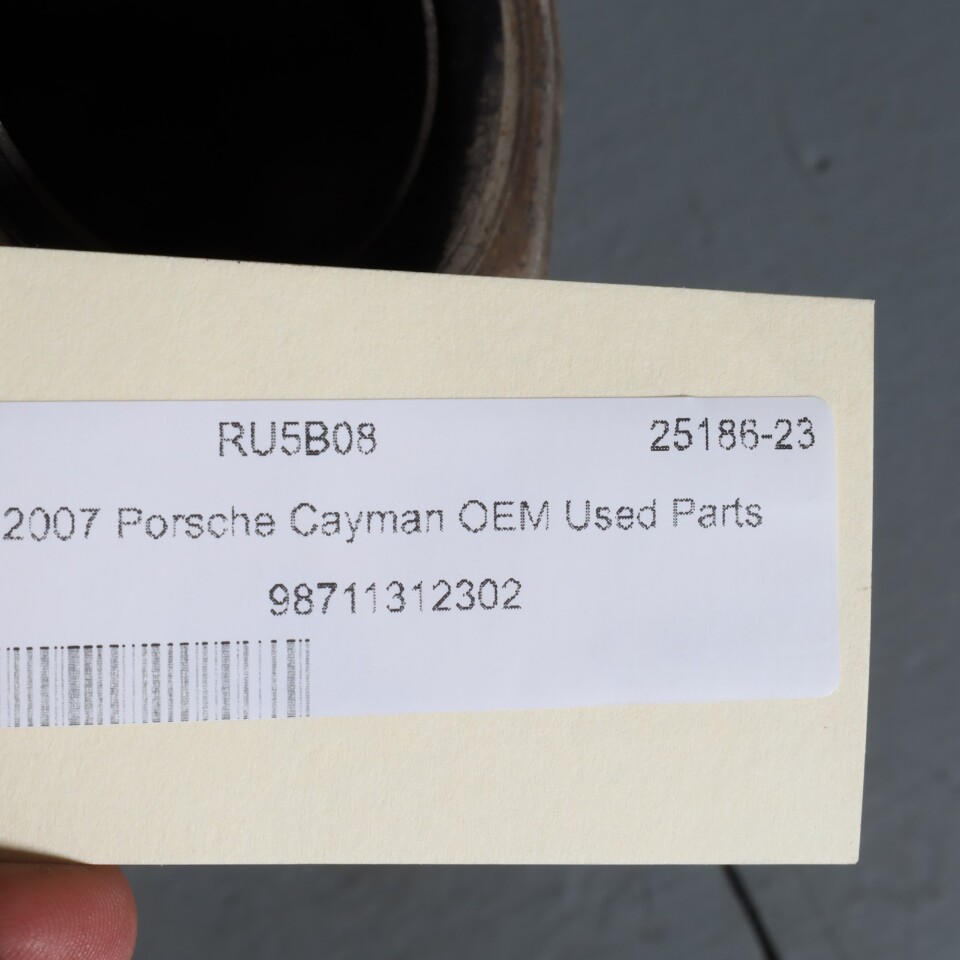 RU5B08 25186-23
2007 Porsche Cayman OEM Used Parts
98711312302